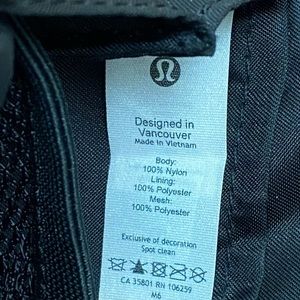 Designed in
Vancouver
Made in Vietnam
Body:
100% Nylon
Lining:
100% Polyester
Mesh:
100% Polyester
Exclusive of decoration
Spot clean
CA 35801 RN 106259
M6